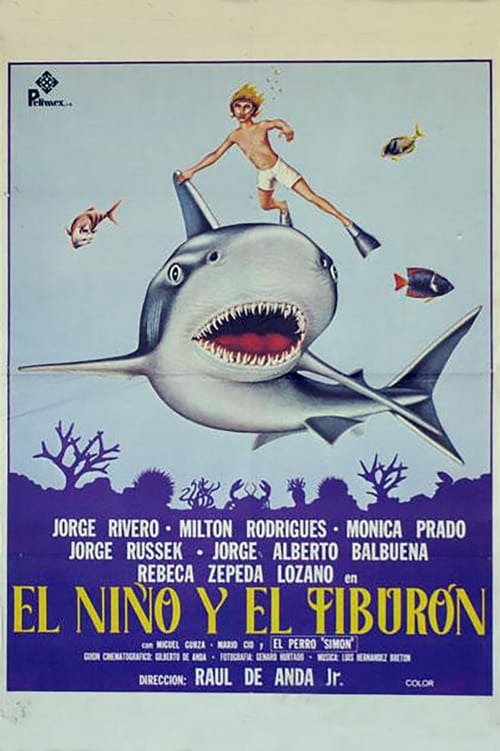 Pelimex, S.A.
JORGE RIVERO · MILTON RODRIGUES · MONICA PRADO
JORGE RUSSEK · JORGE ALBERTO BALBUENA
REBECA ZEPEDA LOZANO en
EL NIÑO Y EL TIBURÓN
con MIGUEL GURZA · MARIO CID y EL PERRO "SIMON"
GUION CINEMATOGRAFICO: GILBERTO DE ANDA · FOTOGRAFIA: GENARO HURTADO · MUSICA: LUIS HERNANDEZ BRETON
DIRECCION: RAUL DE ANDA Jr. COLOR